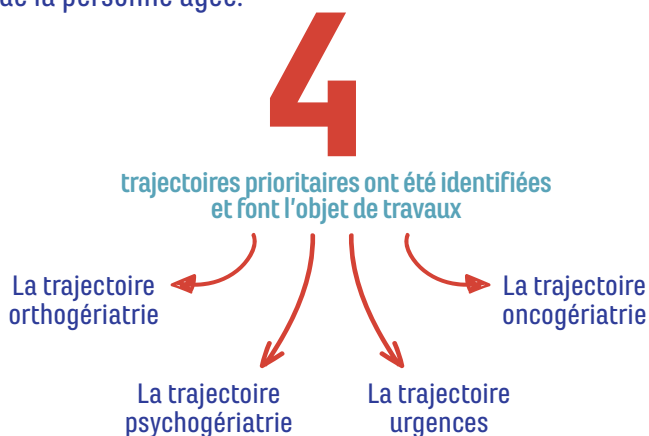 de la personne âgée.
4
trajectoires prioritaires ont été identifiées
et font l'objet de travaux
La trajectoire
orthogériatrie
La trajectoire
oncogériatrie
La trajectoire
psychogériatrie
La trajectoire
urgences